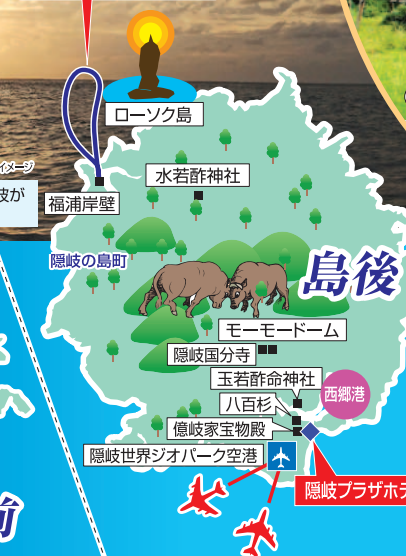 ローソク島
イメージ
水若酢神社
波が
福浦岸壁
隠岐の島町
島後
モーモードーム
隠岐国分寺
玉若酢命神社
西郷港
八百杉
億岐家宝物殿
隠岐世界ジオパーク空港
隠岐プラザホテ
前